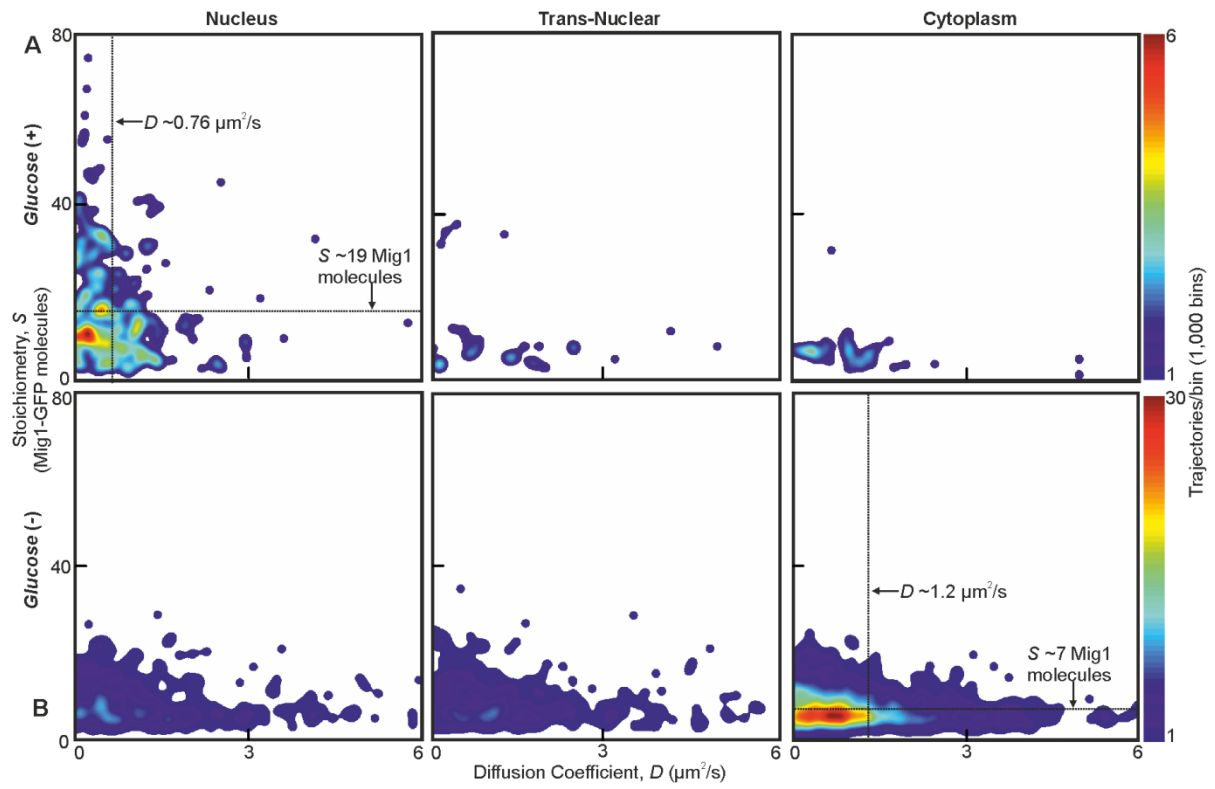 Nucleus
Trans-Nuclear
Cytoplasm
A
80
D ~0.76 µm²/s
Glucose (+)
40
S ~19 Mig1
molecules
0
6
1
Stoichometry, S
(Mig1-GFP molecules)
Trajectories/bin (1,000 bins)
80
30
Glucose (-)
40
D ~1.2 µm²/s
S ~7 Mig1
molecules
B
0
1
0
3
6
0
3
6
0
3
6
Diffusion Coefficient, D (µm²/s)